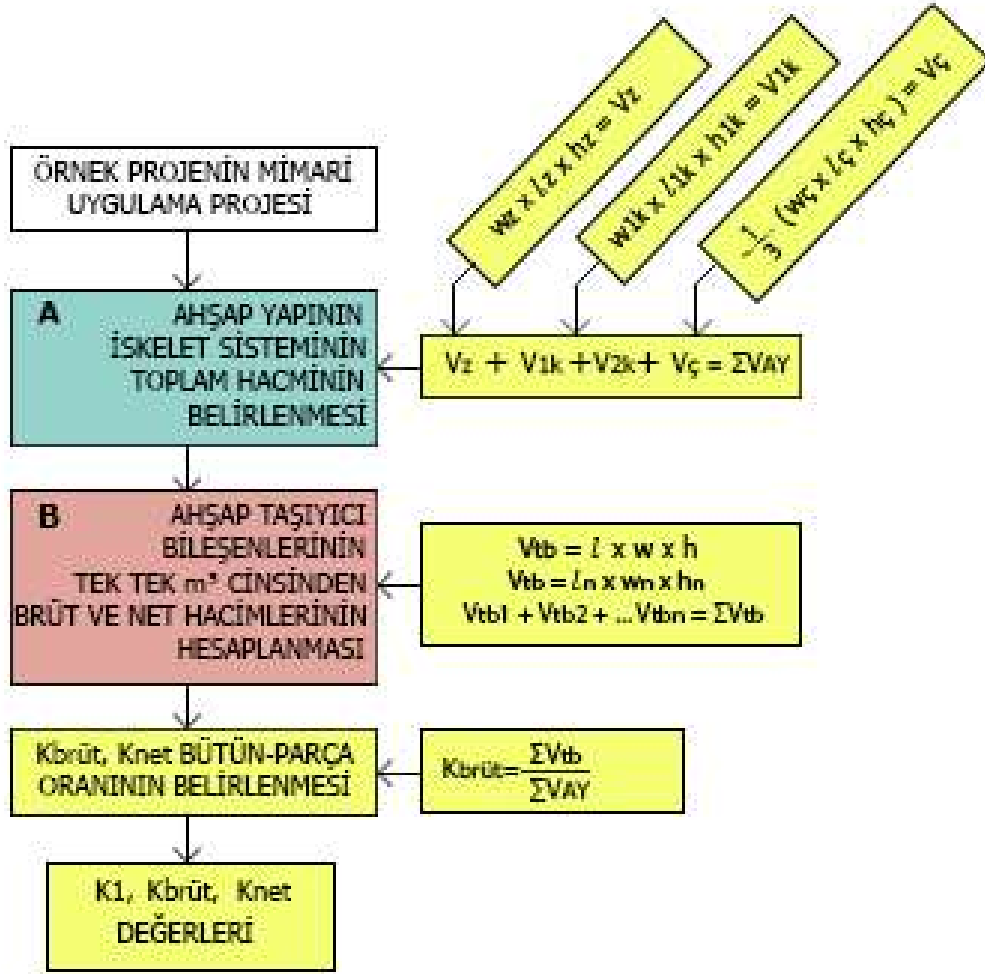 wz x lz x hz = Vz
w1k x l1k x h1k = V1k
1/3 (wç x lç x hç) = Vç
ÖRNEK PROJENİN MİMARİ
UYGULAMA PROJESİ
A AHŞAP YAPININ
İSKELET SİSTEMİNİN
TOPLAM HACMİNİN
BELİRLENMESİ
Vz + V1k +V2k+ Vç = ΣVAY
B AHŞAP TAŞIYICI
BİLEŞENLERİNİN
TEK TEK m³ CİNSİNDEN
BRÜT VE NET HACİMLERİNİN
HESAPLANMASI
Vtb = l x w x h
Vtb = ln x wn x hn
Vtb1 + Vtb2 + ...Vtbn = ΣVtb
Kbrüt, Knet BÜTÜN-PARÇA
ORANININ BELİRLENMESİ
Kbrüt=ΣVtb/ΣVAY
K1, Kbrüt, Knet
DEĞERLERİ